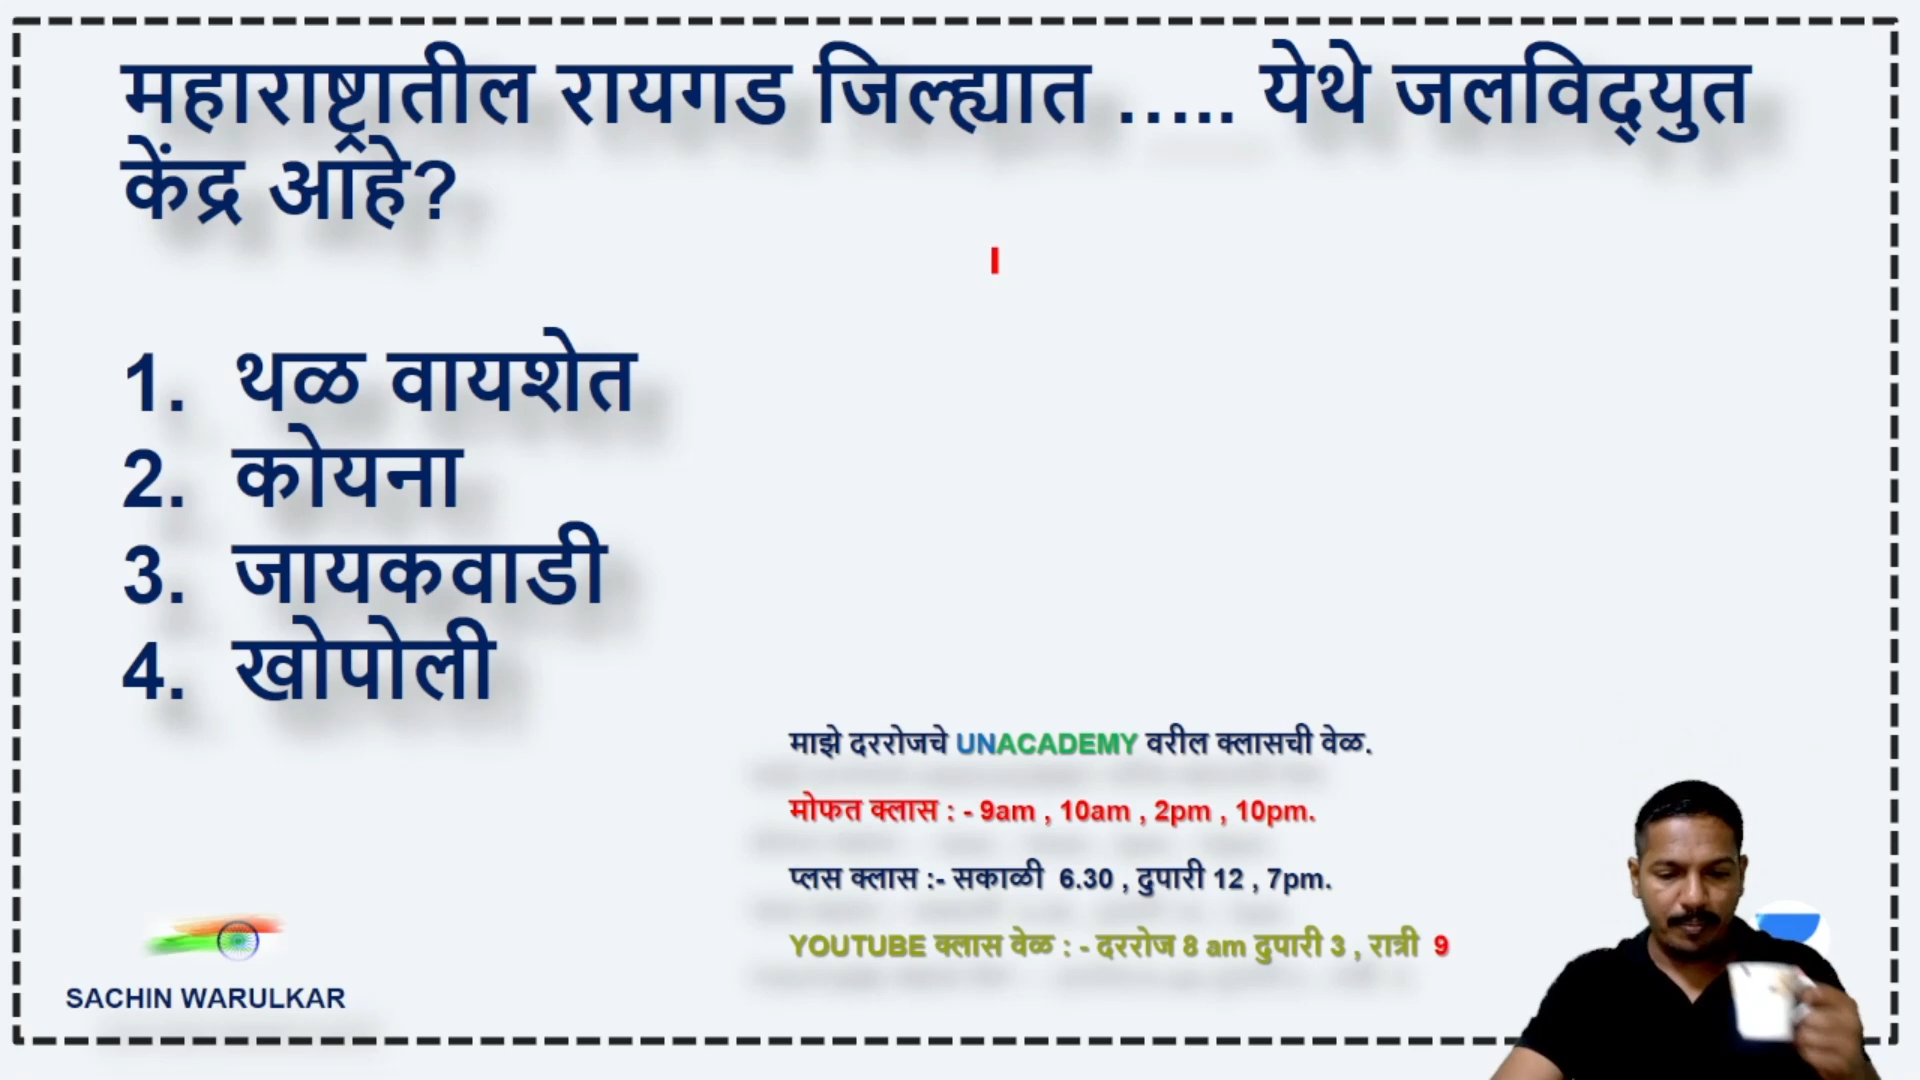 महाराष्ट्रातील रायगड जिल्ह्यात ..... येथे जलविद्‌युत
केंद्र आहे?
1. थळ वायशेत
2. कोयना
3. जायकवाडी
4. खोपोली
माझे दररोजचे UNACADEMY वरील क्लासची वेळ.
मोफत क्लास : - 9am , 10am , 2pm , 10pm.
प्लस क्लास :- सकाळी 6.30 , दुपारी 12 , 7pm.
YOUTUBE क्लास वेळ : - दररोज 8 am दुपारी 3 , रात्री 9
SACHIN WARULKAR